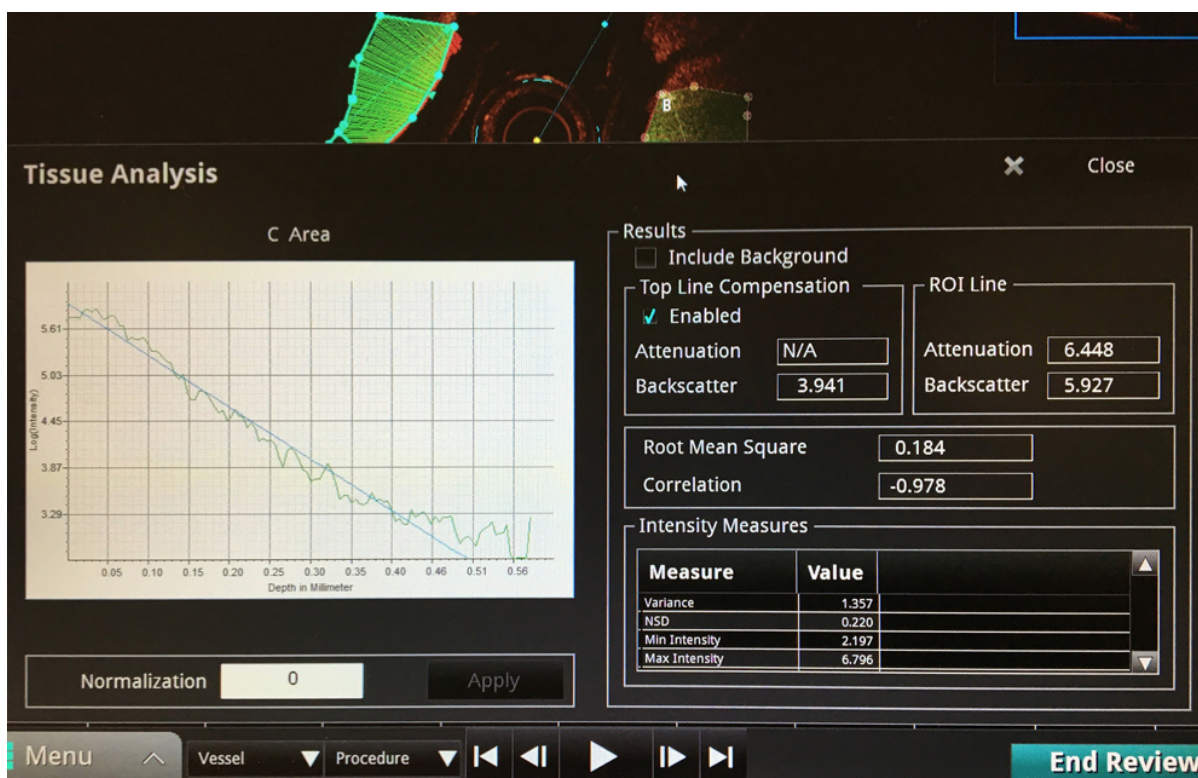 B
Tissue Analysis
Close
C Area
5.61
5.03
4.45
3.87
3.29
Log(Intensity)
0.05 0.10 0.15 0.20 0.25 0.30 0.35 0.40 0.46 0.51 0.56
Depth in Millimeter
Normalization 0 Apply
Results
Include Background
Top Line Compensation
Enabled
Attenuation N/A
Backscatter 3.941
ROI Line
Attenuation 6.448
Backscatter 5.927
Root Mean Square 0.184
Correlation -0.978
Intensity Measures
Measure Value
Variance 1.357
NSD 0.220
Min Intensity 2.197
Max Intensity 6.796
Menu Vessel Procedure End Review